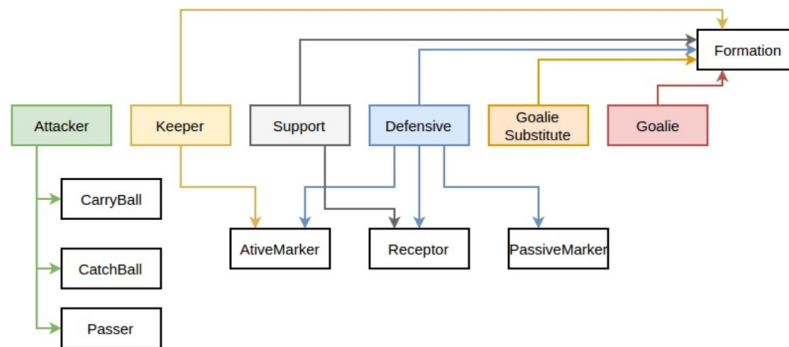 Formation
Attacker
Keeper
Support
Defensive
Goalie
Substitute
Goalie
CarryBall
AtiveMarker
Receptor
PassiveMarker
CatchBall
Passer